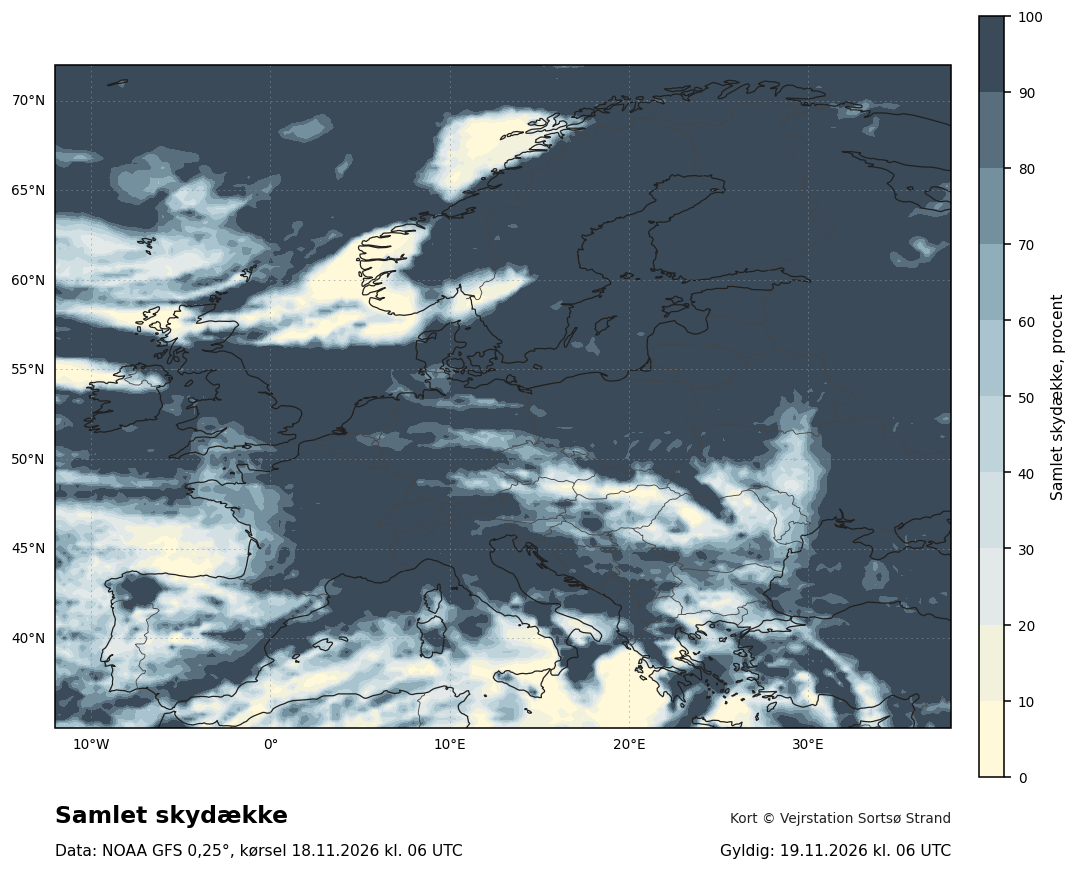 100
90
80
70
60
50
40
30
20
10
0
Samlet skydække, procent
70°N
65°N
60°N
55°N
50°N
45°N
40°N
10°W
0°
10°E
20°E
30°E
Samlet skydække
Kort © Vejrstation Sortsø Strand
Data: NOAA GFS 0,25°, kørsel 18.11.2026 kl. 06 UTC
Gyldig: 19.11.2026 kl. 06 UTC